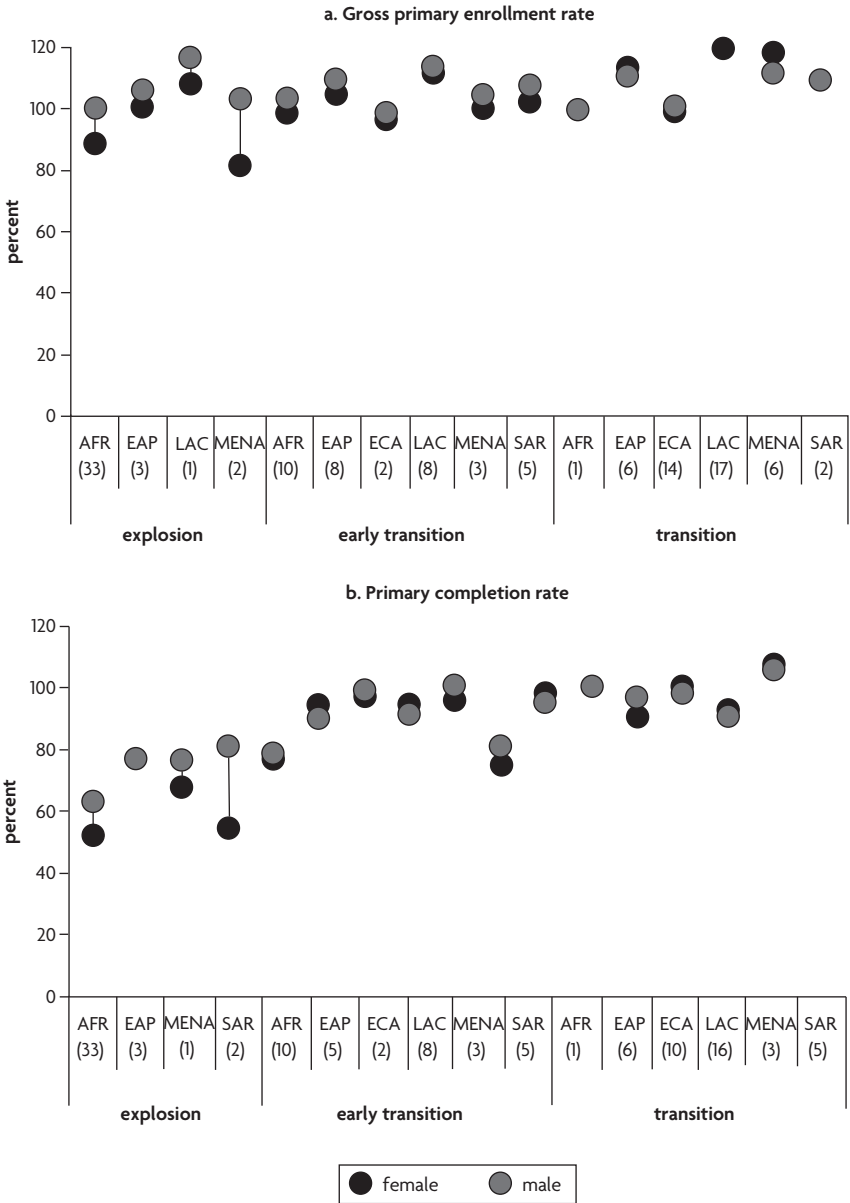 a. Gross primary enrollment rate
120
100
80
60
40
20
0
percent
AFR EAP LAC MENA AFR EAP ECA LAC MENA SAR AFR EAP ECA LAC MENA SAR
(33) (3) (1) (2) (10) (8) (2) (8) (3) (5) (1) (6) (14) (17) (6) (2)
explosion early transition transition
b. Primary completion rate
120
100
80
60
40
20
0
percent
AFR EAP MENA SAR AFR EAP ECA LAC MENA SAR AFR EAP ECA LAC MENA SAR
(33) (3) (1) (2) (10) (5) (2) (8) (3) (5) (1) (6) (10) (16) (3) (5)
explosion early transition transition
female male